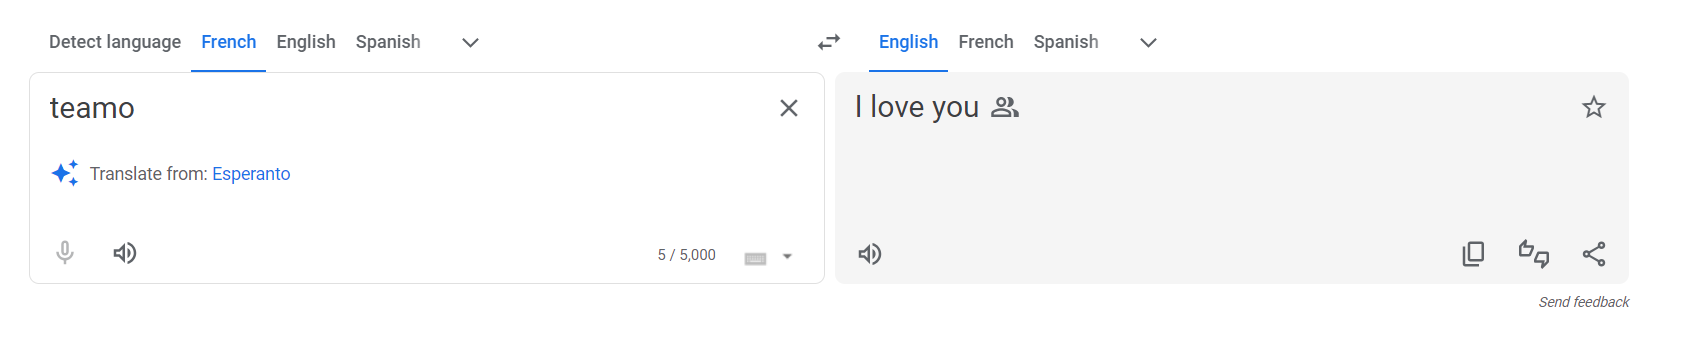 Detect language French English Spanish English French Spanish
teamo I love you
Translate from: Esperanto
5 / 5,000
Send feedback